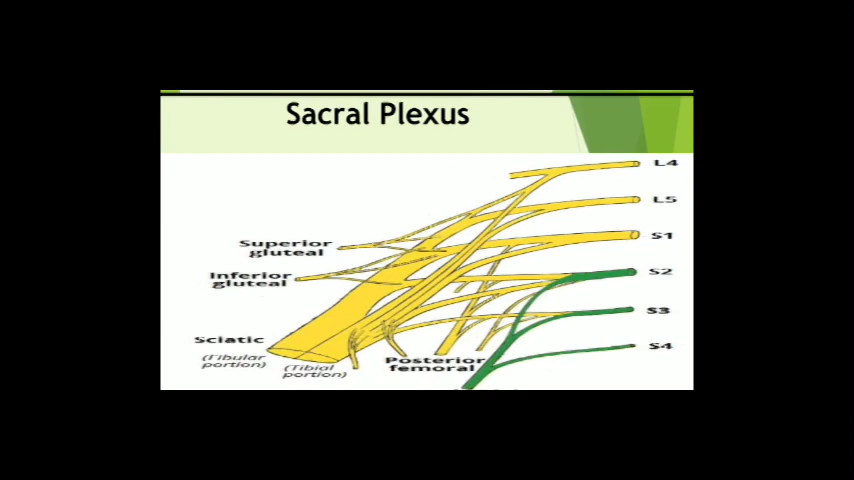 Sacral Plexus
L4
L5
S1
Superior
gluteal
Inferior
gluteal
S2
S3
Sciatic
S4
(Fibular
portion)
(Tibial
portion)
Posterior
femoral